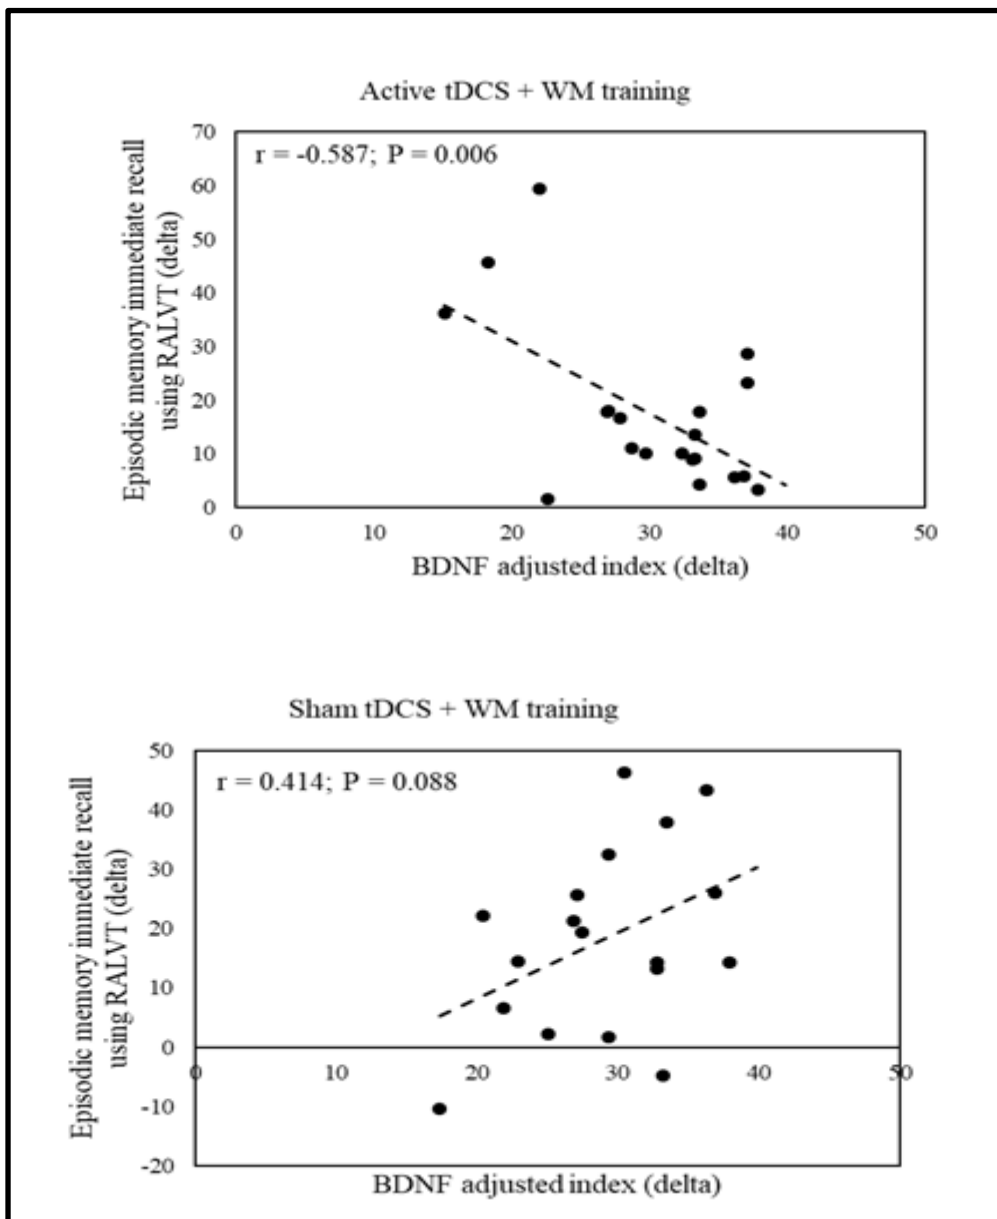 Active tDCS + WM training
r = -0.587; P = 0.006
Episodic memory immediate recall
using RALVT (delta)
70
60
50
40
30
20
10
0
0 10 20 30 40 50
BDNF adjusted index (delta)
Sham tDCS + WM training
r = 0.414; P = 0.088
Episodic memory immediate recall
using RALVT (delta)
50
40
30
20
10
0
-10
-20
0 10 20 30 40 50
BDNF adjusted index (delta)